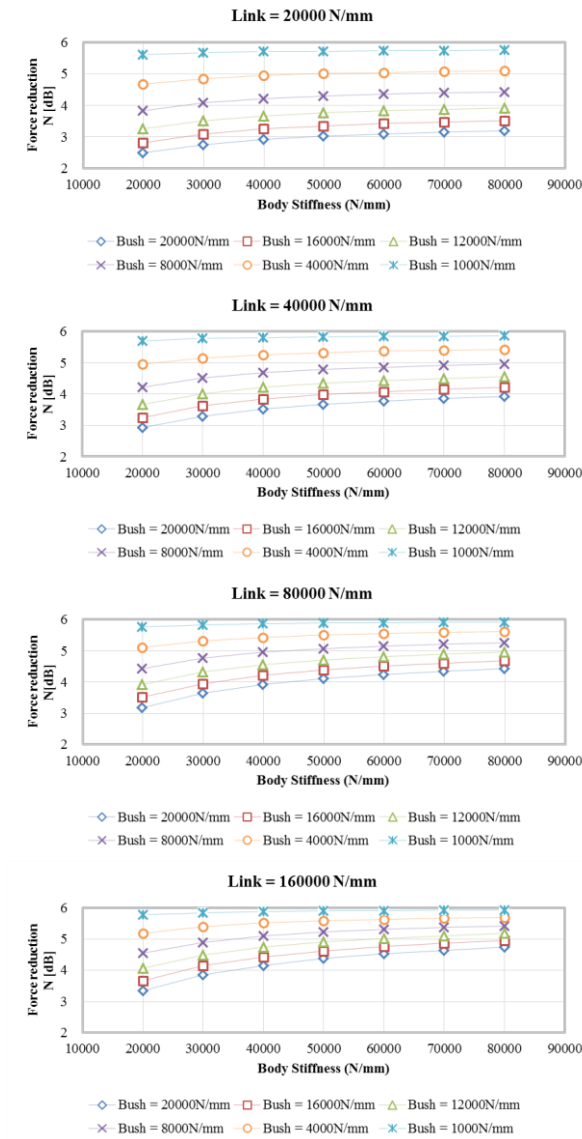 Link = 20000 N/mm
Force reduction
N [dB]
6
5
4
3
2
10000 20000 30000 40000 50000 60000 70000 80000 90000
Body Stiffness (N/mm)
Bush = 20000N/mm Bush = 16000N/mm Bush = 12000N/mm
Bush = 8000N/mm Bush = 4000N/mm Bush = 1000N/mm
Link = 40000 N/mm
Force reduction
N [dB]
6
5
4
3
2
10000 20000 30000 40000 50000 60000 70000 80000 90000
Body Stiffness (N/mm)
Bush = 20000N/mm Bush = 16000N/mm Bush = 12000N/mm
Bush = 8000N/mm Bush = 4000N/mm Bush = 1000N/mm
Link = 80000 N/mm
Force reduction
N[dB]
6
5
4
3
2
10000 20000 30000 40000 50000 60000 70000 80000 90000
Body Stiffness (N/mm)
Bush = 20000N/mm Bush = 16000N/mm Bush = 12000N/mm
Bush = 8000N/mm Bush = 4000N/mm Bush = 1000N/mm
Link = 160000 N/mm
Force reduction
N [dB]
6
5
4
3
2
10000 20000 30000 40000 50000 60000 70000 80000 90000
Body Stiffness (N/mm)
Bush = 20000N/mm Bush = 16000N/mm Bush = 12000N/mm
Bush = 8000N/mm Bush = 4000N/mm Bush = 1000N/mm